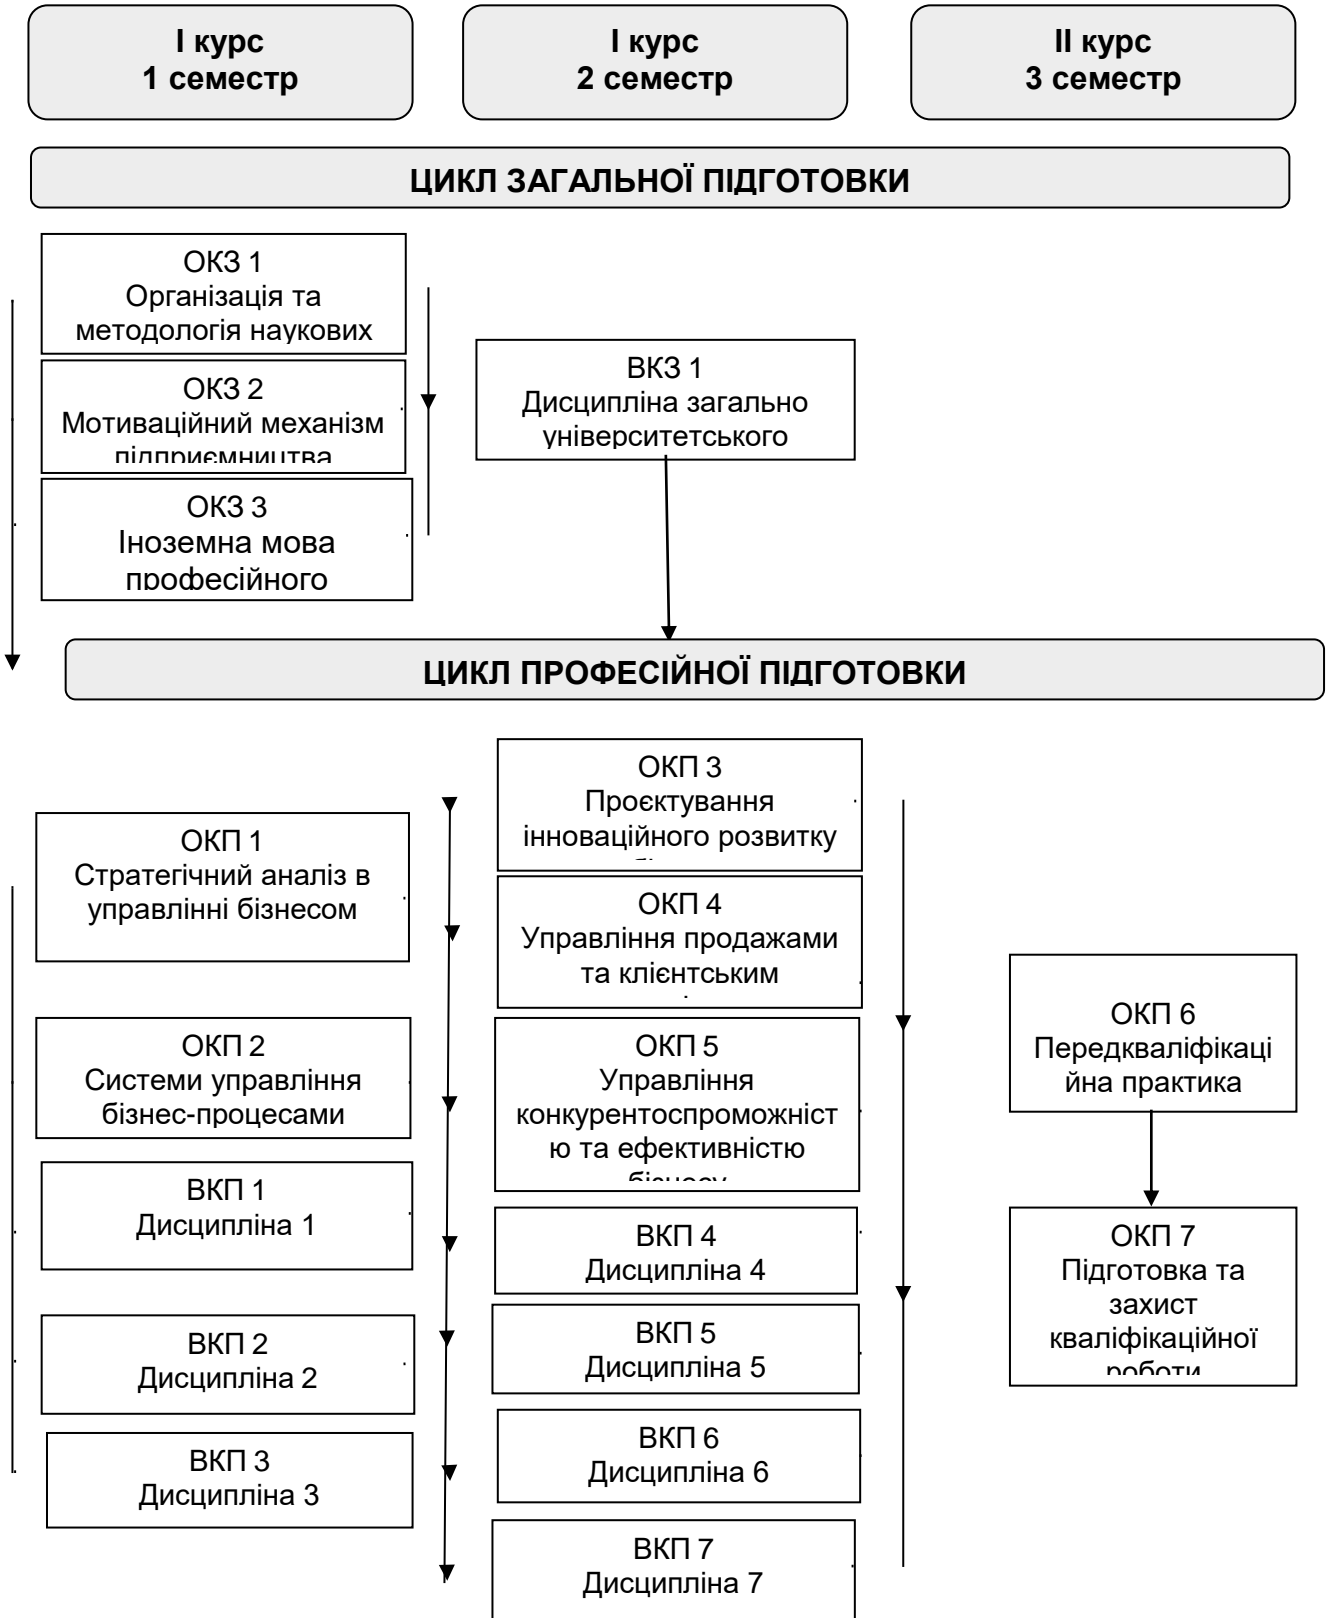 І курс
1 семестр
І курс
2 семестр
ІІ курс
3 семестр
ЦИКЛ ЗАГАЛЬНОЇ ПІДГОТОВКИ
ОКЗ 1
Організація та
методологія наукових
ОКЗ 2
Мотиваційний механізм
підприємництва
ОКЗ 3
Іноземна мова
професійного
ВКЗ 1
Дисципліна загально
університетського
ЦИКЛ ПРОФЕСІЙНОЇ ПІДГОТОВКИ
ОКП 1
Стратегічний аналіз в
управлінні бізнесом
ОКП 2
Системи управління
бізнес-процесами
ВКП 1
Дисципліна 1
ВКП 2
Дисципліна 2
ВКП 3
Дисципліна 3
ОКП 3
Проєктування
інноваційного розвитку
ОКП 4
Управління продажами
та клієнтським
ОКП 5
Управління
конкурентоспроможніст
ю та ефективністю
бізнесу
ВКП 4
Дисципліна 4
ВКП 5
Дисципліна 5
ВКП 6
Дисципліна 6
ВКП 7
Дисципліна 7
ОКП 6
Передкваліфікаці
йна практика
ОКП 7
Підготовка та
захист
кваліфікаційної
роботи